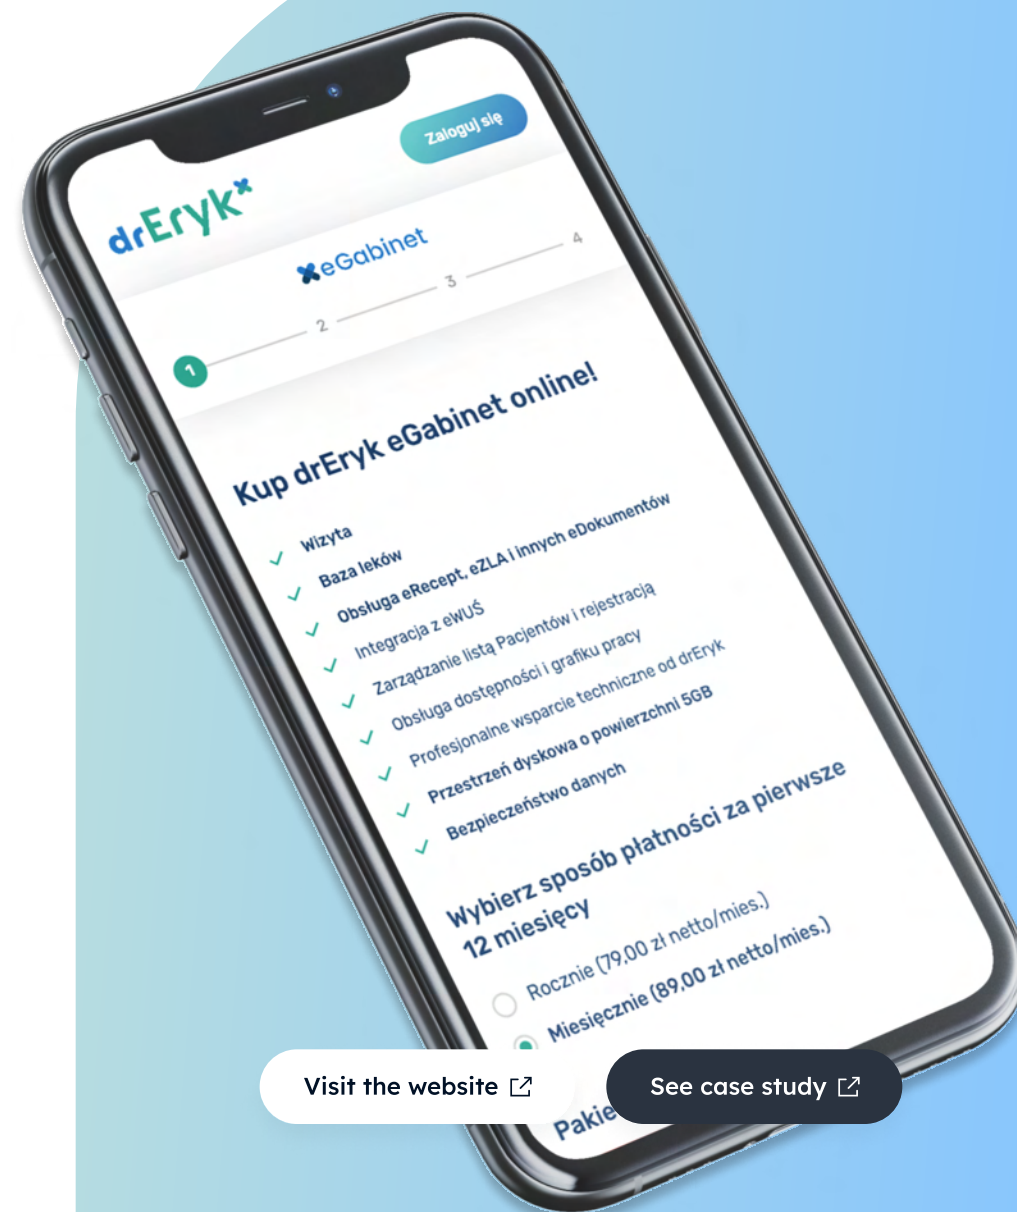 Zaloguj się
drEryk
eGabinet
1
2
3
4
Kup drEryk eGabinet online!
Wizyta
Baza leków
Obsługa eRecept, eZLA i innych eDokumentów
Integracja z eWUŚ
Zarządzanie listą Pacjentów i rejestracją
Obsługa dostępności i grafiku pracy
Profesjonalne wsparcie techniczne od drEryk
Przestrzeń dyskowa o powierzchni 5GB
Bezpieczeństwo danych
Wybierz sposób płatności za pierwsze
12 miesięcy
Rocznie (79,00 zł netto/mies.)
Miesięcznie (89,00 zł netto/mies.)
Pakie
Visit the website
See case study